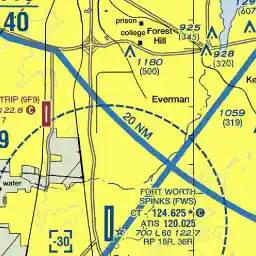 40
prison
college
Forest
Hill
925
(345)
928
(320)
1180
(500)
Everman
1059
(319)
TRIP (9F9)
122.8 C
7
9
20 NM
water
FORT WORTH
SPINKS (FWS)
CT - 124.625 * C
ATIS 120.025
700 L 60 122.7
RP 18R, 36R
-30